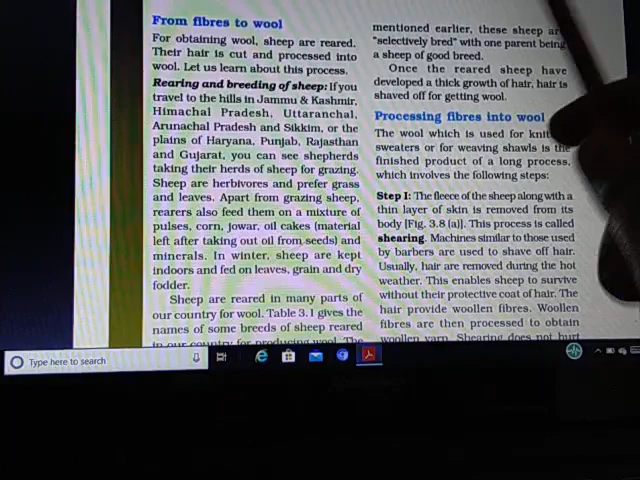 From fibres to wool
For obtaining wool, sheep are reared.
Their hair is cut and processed into
wool. Let us learn about this process.
Rearing and breeding of sheep: If you
travel to the hills in Jammu & Kashmir,
Himachal Pradesh, Uttaranchal,
Arunachal Pradesh and Sikkim, or the
plains of Haryana, Punjab, Rajasthan
and Gujarat, you can see shepherds
taking their herds of sheep for grazing.
Sheep are herbivores and prefer grass
and leaves. Apart from grazing sheep,
rearers also feed them on a mixture of
pulses, corn, jowar, oil cakes (material
left after taking out oil from seeds) and
minerals. In winter, sheep are kept
indoors and fed on leaves, grain and dry
fodder.
Sheep are reared in many parts of
our country for wool. Table 3.1 gives the
names of some breeds of sheep reared
in our country for producing wool. The
mentioned earlier, these sheep
"selectively bred" with one parent being
a sheep of good breed.
Once the reared sheep have
developed a thick growth of hair, hair is
shaved off for getting wool.
Processing fibres into wool
The wool which is used for
sweaters or for weaving shawls is the
finished product of a long process,
which involves the following steps:
Step I: The fleece of the sheep along with a
thin layer of skin is removed from its
body [Fig. 3.8 (a)]. This process is called
shearing. Machines similar to those used
by barbers are used to shave off hair.
Usually, hair are removed during the hot
weather. This enables sheep to survive
without their protective coat of hair. The
hair provide woollen fibres. Woollen
fibres are then processed to obtain
woollen yarn. Shearing does not hurt
Type here to search